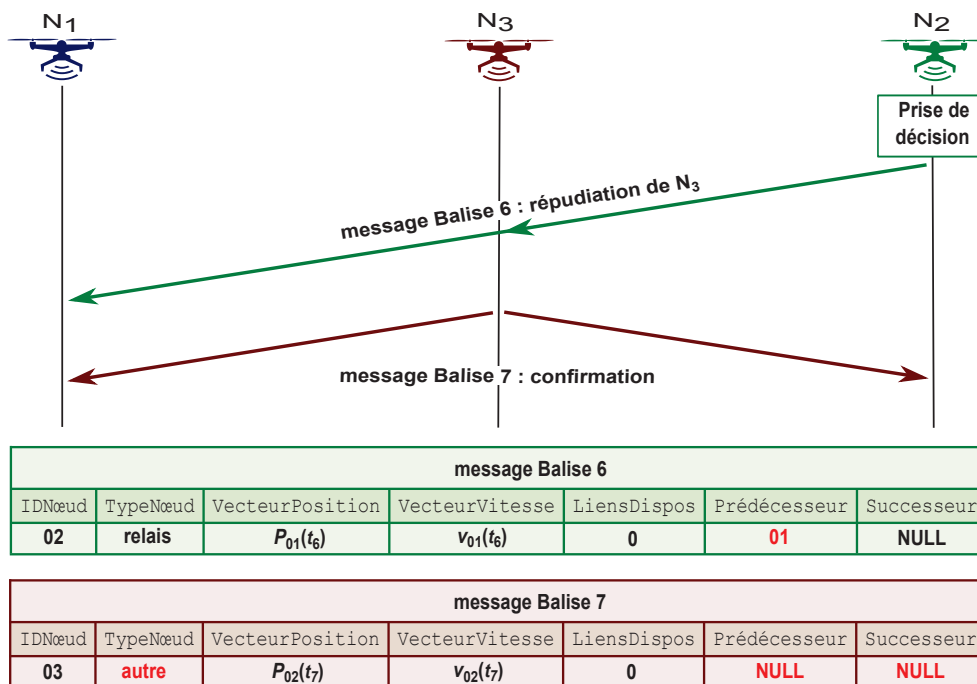 N1 N3 N2
Prise de
décision
message Balise 6 : répudiation de N3
message Balise 7 : confirmation
message Balise 6
IDNœud TypeNœud VecteurPosition VecteurVitesse LiensDispos Prédécesseur Successeur
02 relais P01(t6) v01(t6) 0 01 NULL
message Balise 7
IDNœud TypeNœud VecteurPosition VecteurVitesse LiensDispos Prédécesseur Successeur
03 autre P02(t7) v02(t7) 0 NULL NULL